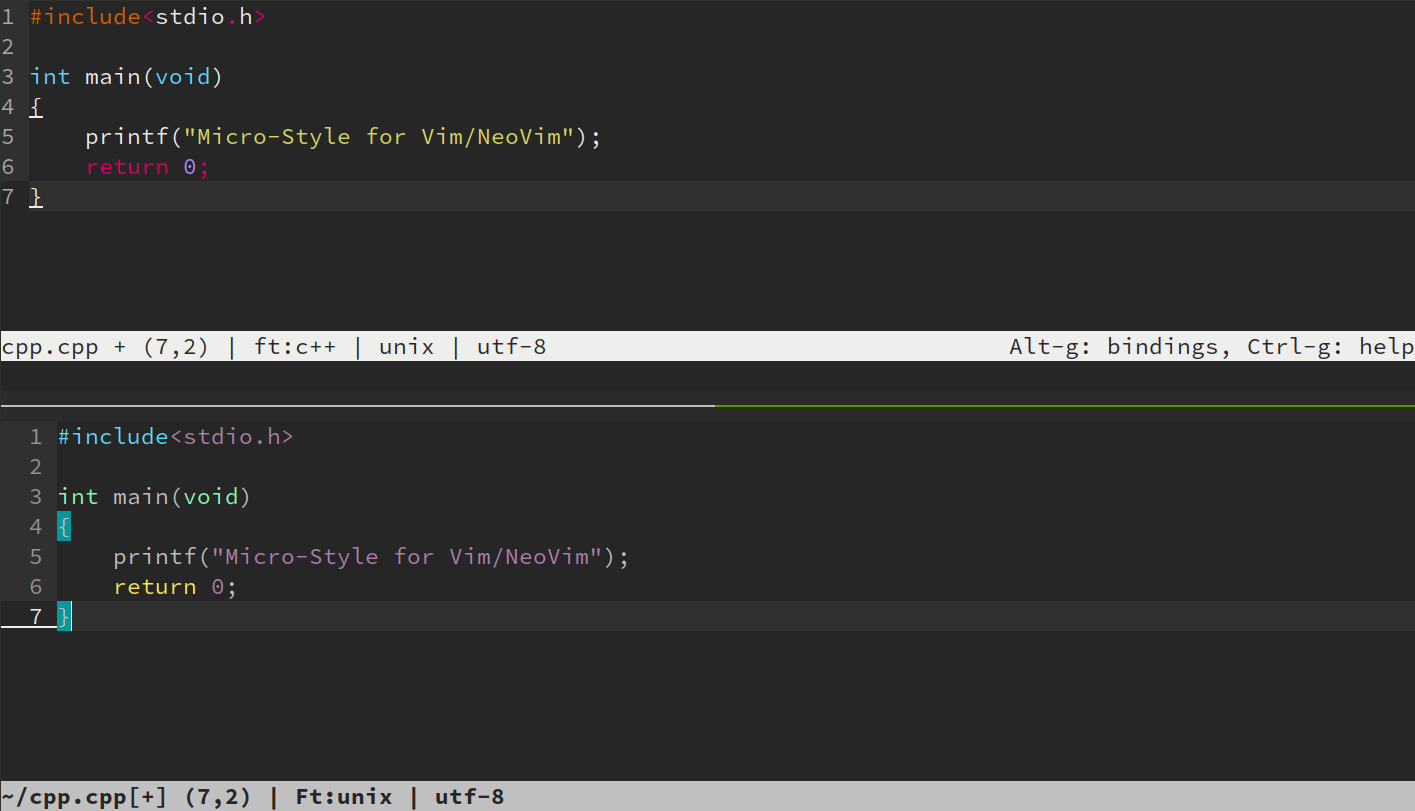 1 #include<stdio.h>
2
3 int main(void)
4 {
5     printf("Micro-Style for Vim/NeoVim");
6     return 0;
7 }
cpp.cpp + (7,2) | ft:c++ | unix | utf-8 Alt-g: bindings, Ctrl-g: help
1 #include<stdio.h>
2
3 int main(void)
4 {
5     printf("Micro-Style for Vim/NeoVim");
6     return 0;
7 }
~/cpp.cpp[+] (7,2) | Ft:unix | utf-8